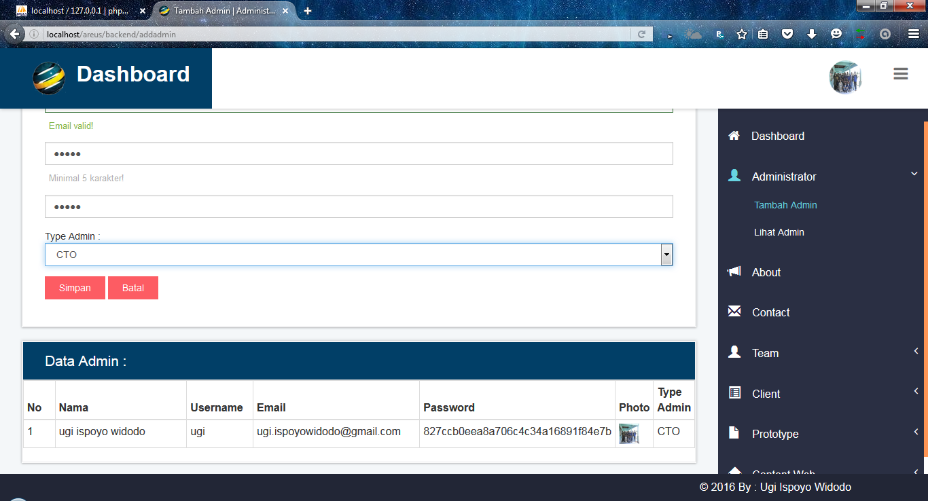 localhost / 127.0.0.1 | php...
Tambah Admin | Administ...
localhost/areus/backend/addadmin
Dashboard
Email valid!
•••••
Minimal 5 karakter!
•••••
Type Admin :
CTO
Simpan Batal
Data Admin :
No Nama Username Email Password Photo Type Admin
1 ugi ispoyo widodo ugi ugi.ispoyowidodo@gmail.com 827ccb0eea8a706c4c34a16891f84e7b CTO
Dashboard
Administrator
Tambah Admin
Lihat Admin
About
Contact
Team
Client
Prototype
Content Web
© 2016 By : Ugi Ispoyo Widodo